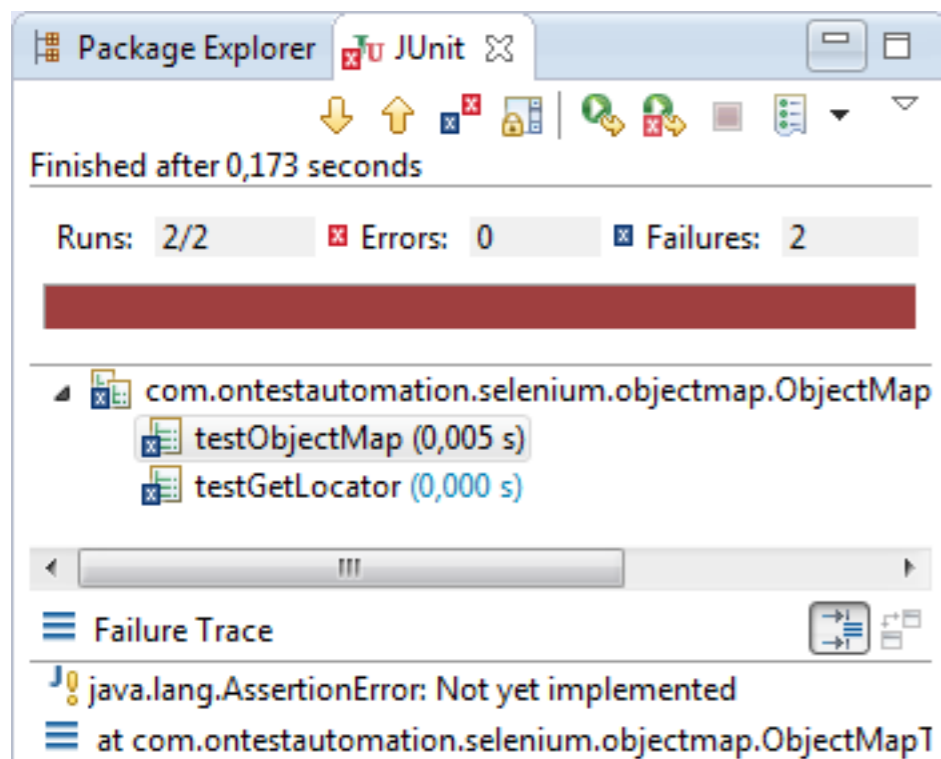 Package Explorer JUnit
Finished after 0,173 seconds
Runs: 2/2 Errors: 0 Failures: 2
com.ontestautomation.selenium.objectmap.ObjectMap
testObjectMap (0,005 s)
testGetLocator (0,000 s)
Failure Trace
java.lang.AssertionError: Not yet implemented
at com.ontestautomation.selenium.objectmap.ObjectMapT